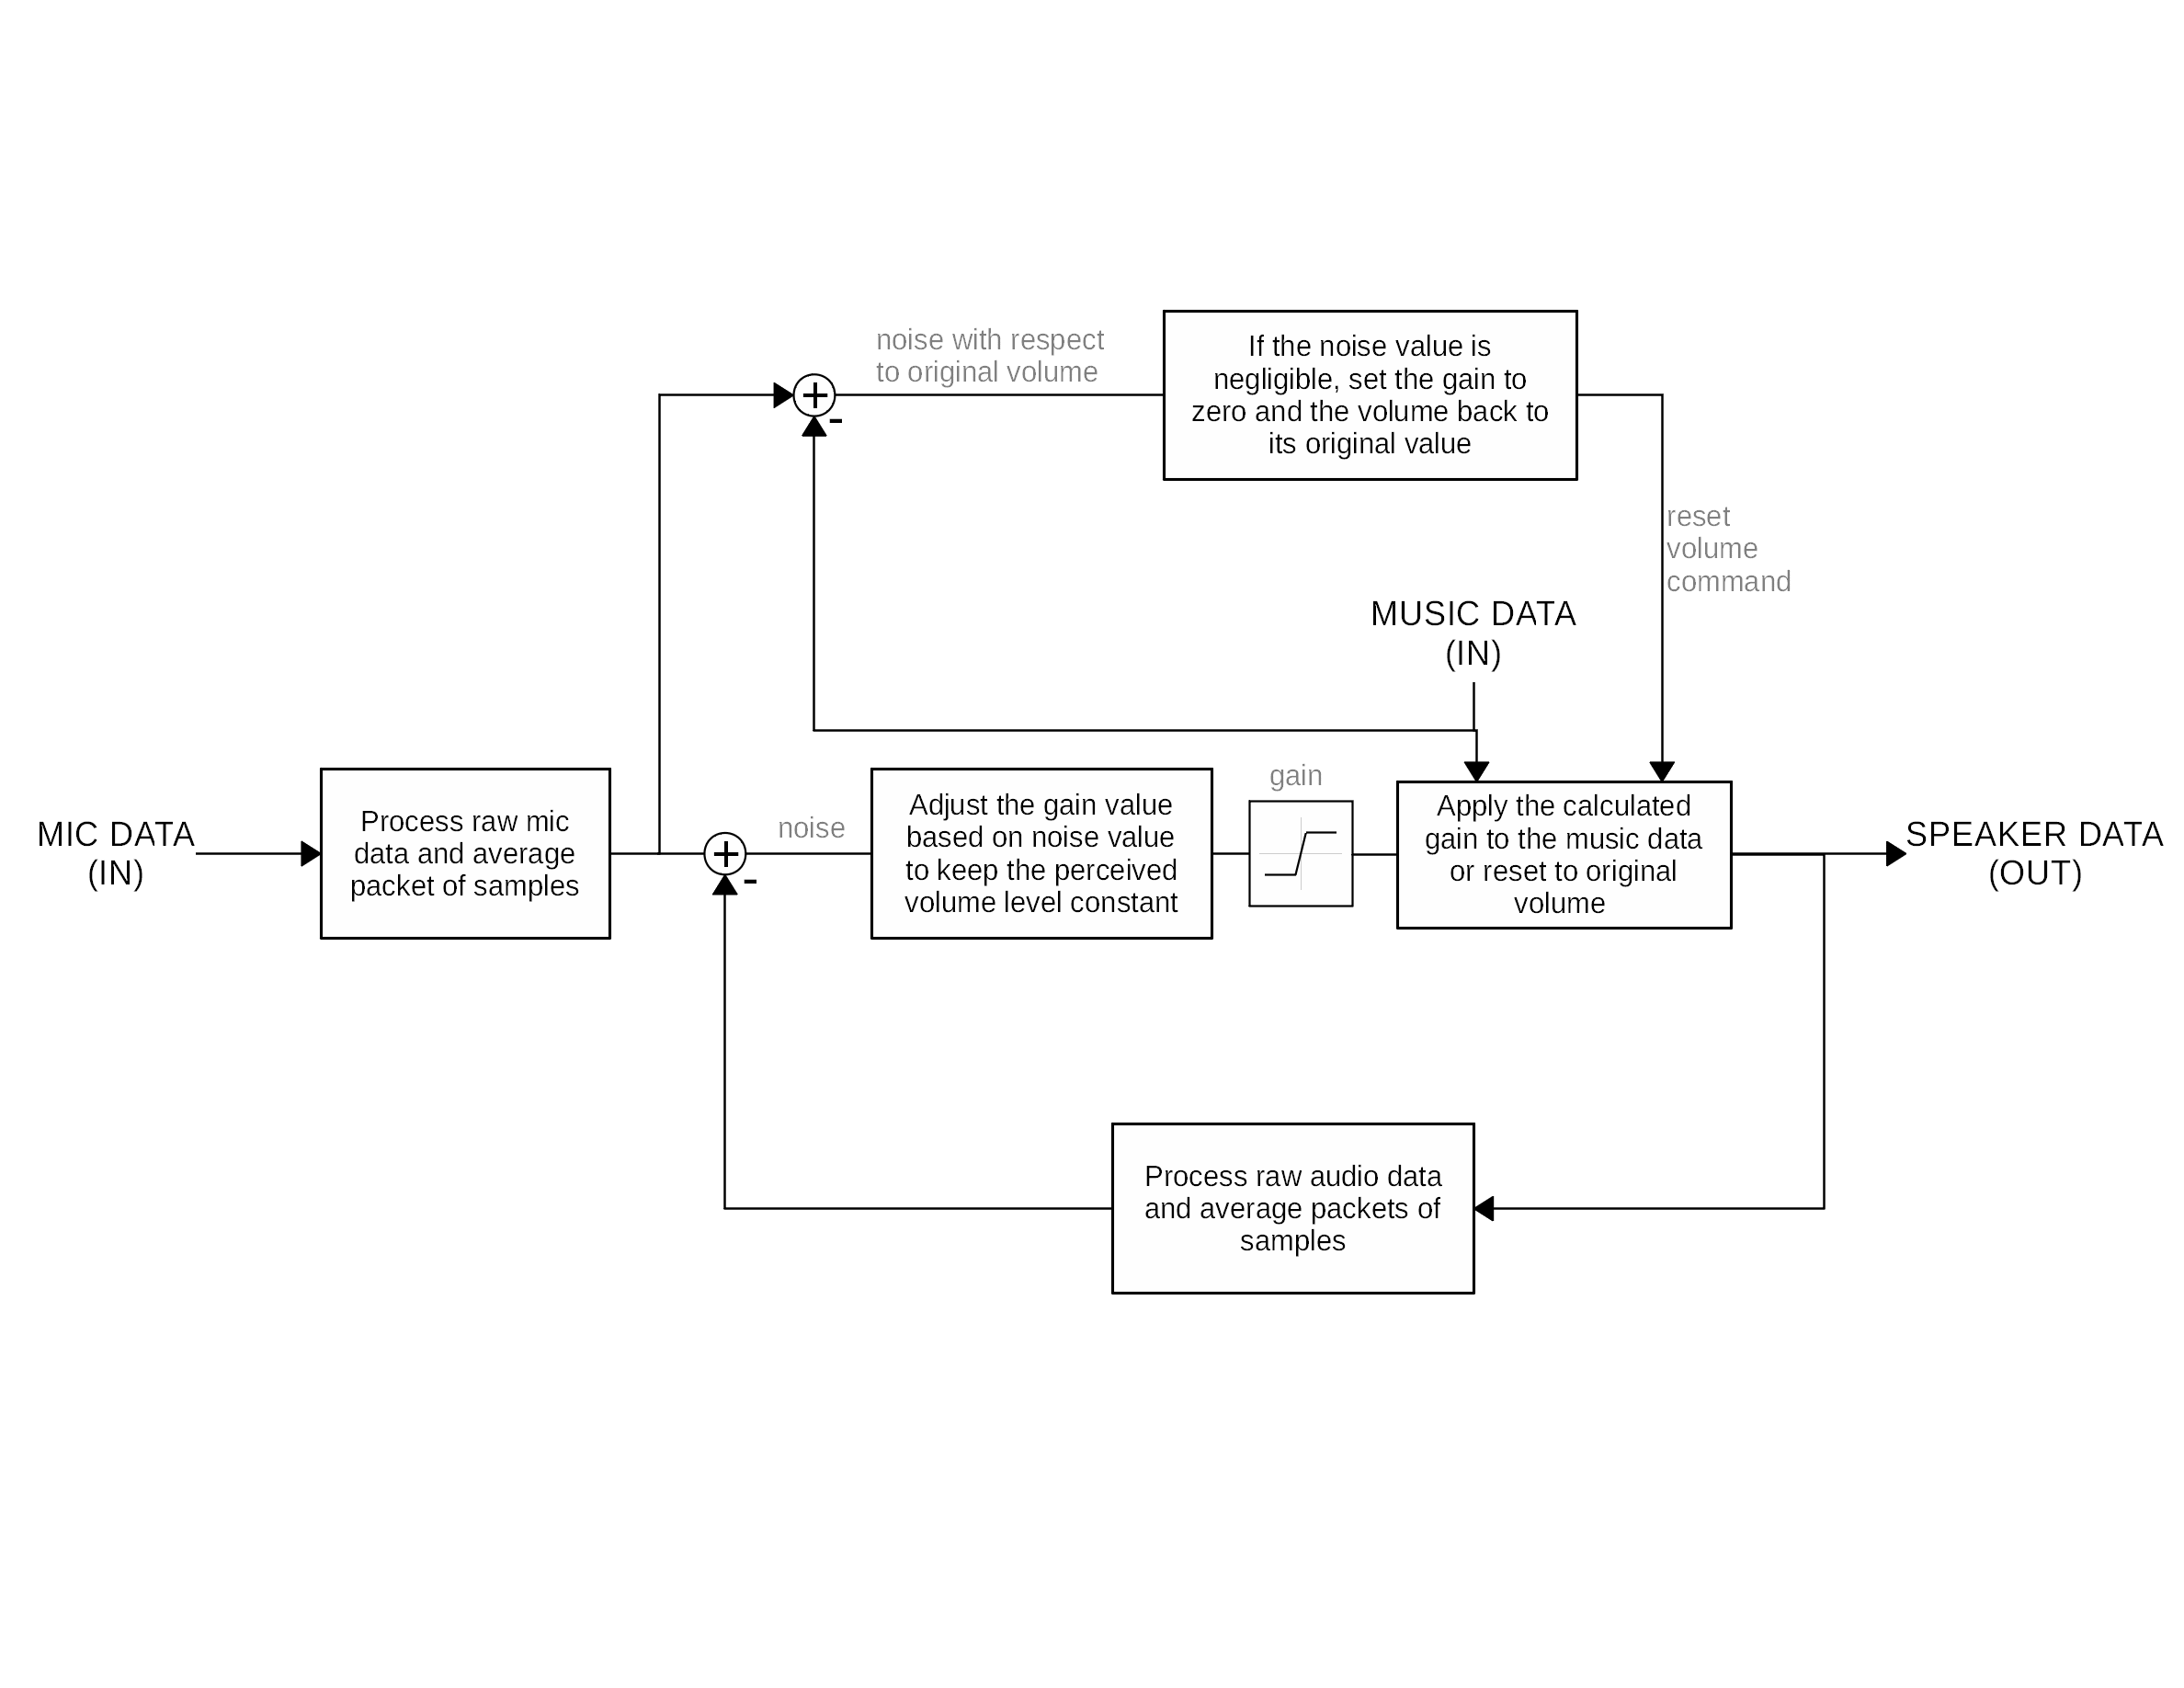 noise with respect
to original volume
If the noise value is
negligible, set the gain to
zero and the volume back to
its original value
-
reset
volume
command
MUSIC DATA
(IN)
MIC DATA
(IN)
Process raw mic
data and average
packet of samples
-
noise
Adjust the gain value
based on noise value
to keep the perceived
volume level constant
gain
Apply the calculated
gain to the music data
or reset to original
volume
SPEAKER DATA
(OUT)
Process raw audio data
and average packets of
samples